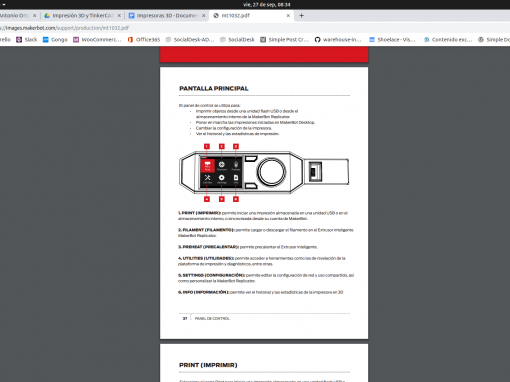 vie, 27 de sep, 08:34
Impresión 3D y TinkerCA
Impresoras 3D - Docume
mt1032.pdf
//images.makerbot.com/support/production/mt1032.pdf
Slack
Gongo
WooCommerc...
Office365
SocialDesk-AD...
SocialDesk
Simple Post Cr...
warehouse-in...
Shoelace - Vis...
Contenido exc...
PANTALLA PRINCIPAL
El panel de control se utiliza para:
Imprimir objetos desde una unidad flash USB o desde el
almacenamiento interno de la MakerBot Replicator.
Poner en marcha las impresiones iniciadas en MakerBot Desktop.
Cambiar la configuración de la impresora.
Ver el historial y las estadísticas de impresión.
1 2 3
4 5 6
1. PRINT (IMPRIMIR): permite iniciar una impresión almacenada en una unidad USB o en el
almacenamiento interno, o sincronizada desde su cuenta de MakerBot.
2. FILAMENT (FILAMENTO): permite cargar o descargar el filamento en el Extrusor inteligente
MakerBot Replicator.
3. PREHEAT (PRECALENTAR): permite precalentar el Extrusor inteligente.
4. UTILITIES (UTILIDADES): permite acceder a herramientas como las de nivelación de la
plataforma de impresión y diagnósticos, entre otras.
5. SETTINGS (CONFIGURACIÓN): permite editar la configuración de red y uso compartido, así
como personalizar la MakerBot Replicator.
6. INFO (INFORMACIÓN): permite ver el historial y las estadísticas de la impresora en 3D
PANEL DE CONTROL
PRINT (IMPRIMIR)